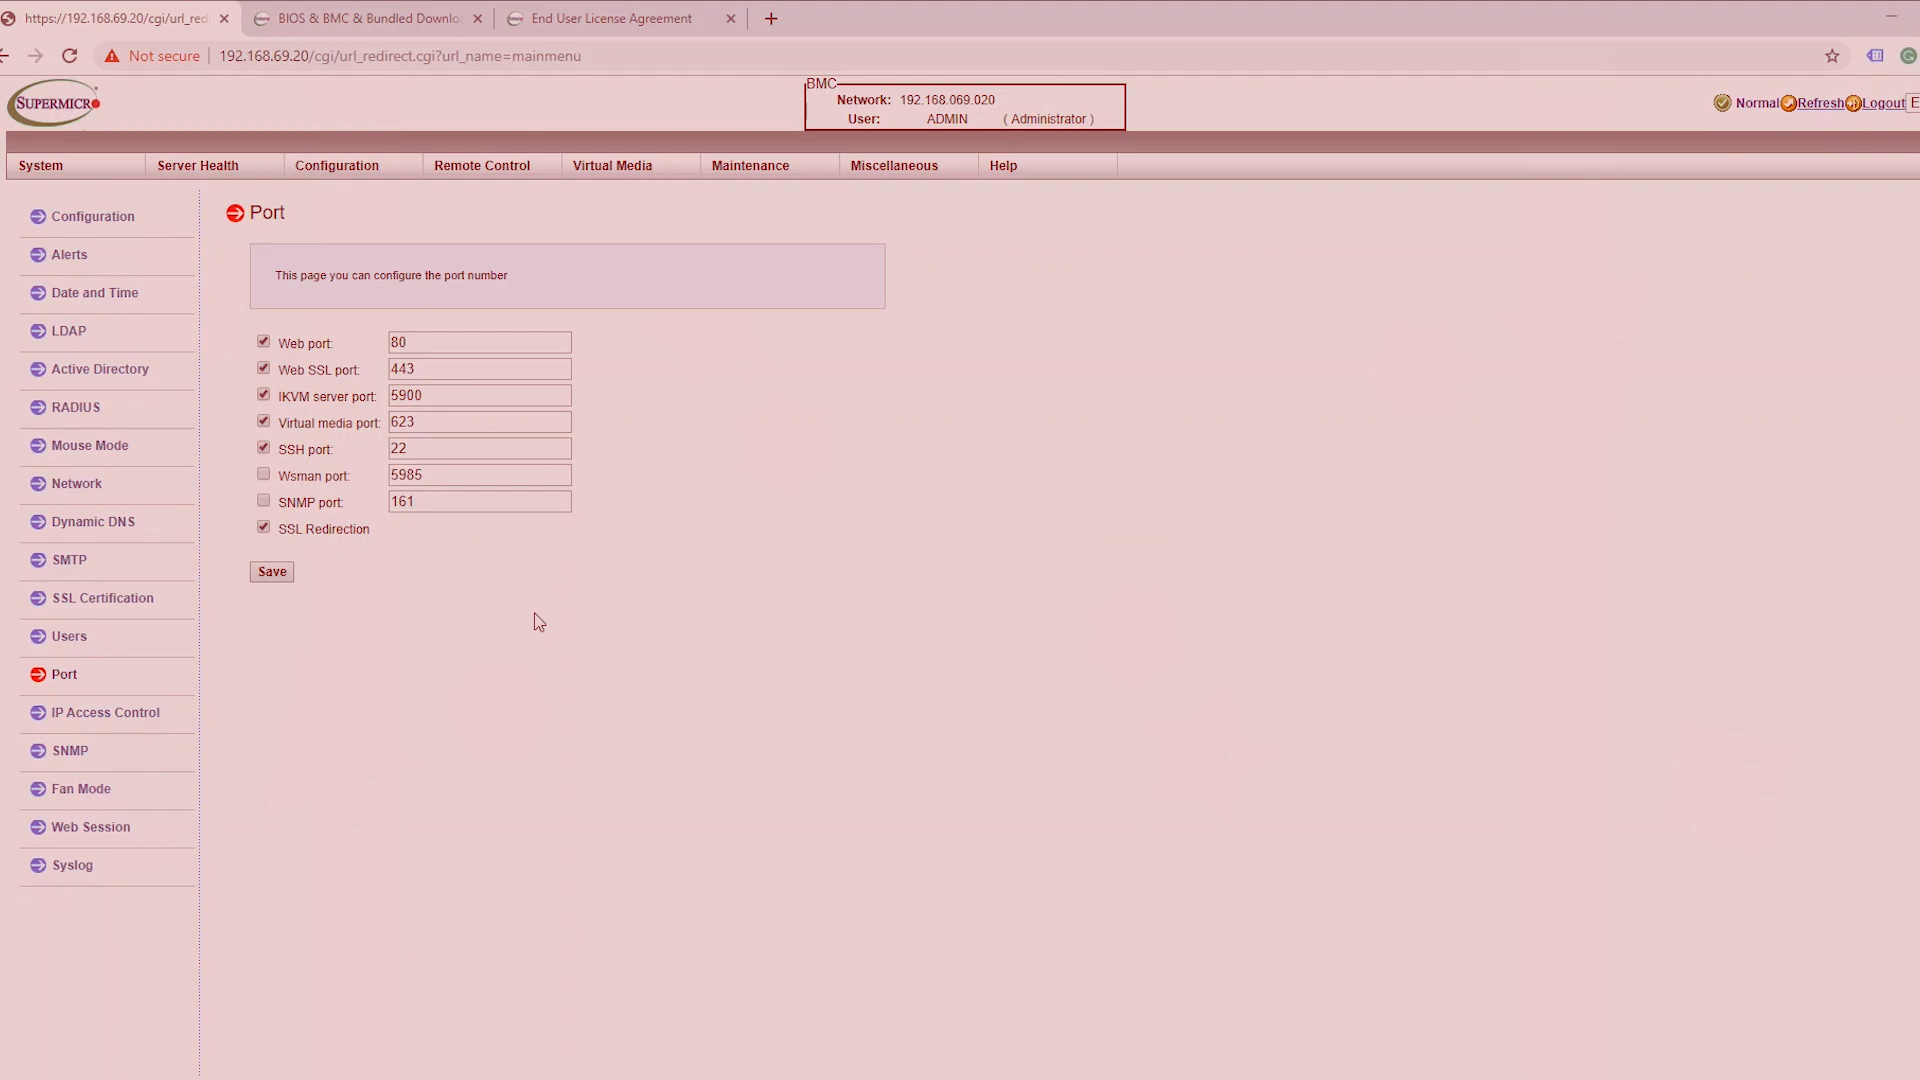 https://192.168.69.20/cgi/url_red
BIOS & BMC & Bundled Downlo
End User License Agreement
Not secure
192.168.69.20/cgi/url_redirect.cgi?url_name=mainmenu
SUPERMICR
BMC
Network: 192.168.069.020
User: ADMIN ( Administrator )
Normal Refresh Logout E
System Server Health Configuration Remote Control Virtual Media Maintenance Miscellaneous Help
Configuration
Alerts
Date and Time
LDAP
Active Directory
RADIUS
Mouse Mode
Network
Dynamic DNS
SMTP
SSL Certification
Users
Port
IP Access Control
SNMP
Fan Mode
Web Session
Syslog
Port
This page you can configure the port number
Web port: 80
Web SSL port: 443
IKVM server port: 5900
Virtual media port: 623
SSH port: 22
Wsman port: 5985
SNMP port: 161
SSL Redirection
Save